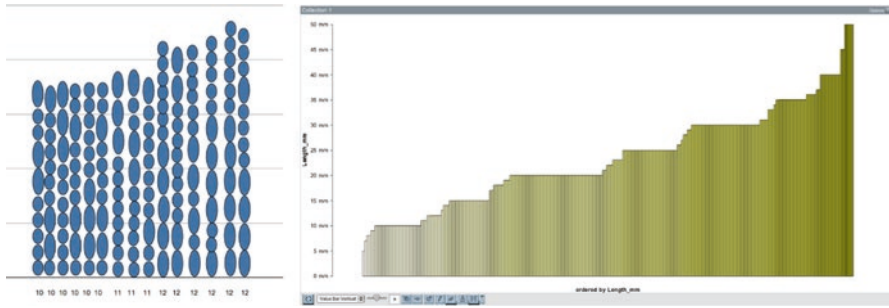 10 10 10 10 10 10 11 11 11 12 12 12 12 12 12
Collection 1
50 mm
45 mm
40 mm
35 mm
30 mm
25 mm
20 mm
15 mm
10 mm
5 mm
0 mm
Length_mm
ordered by Length_mm
Value Bar Vertical